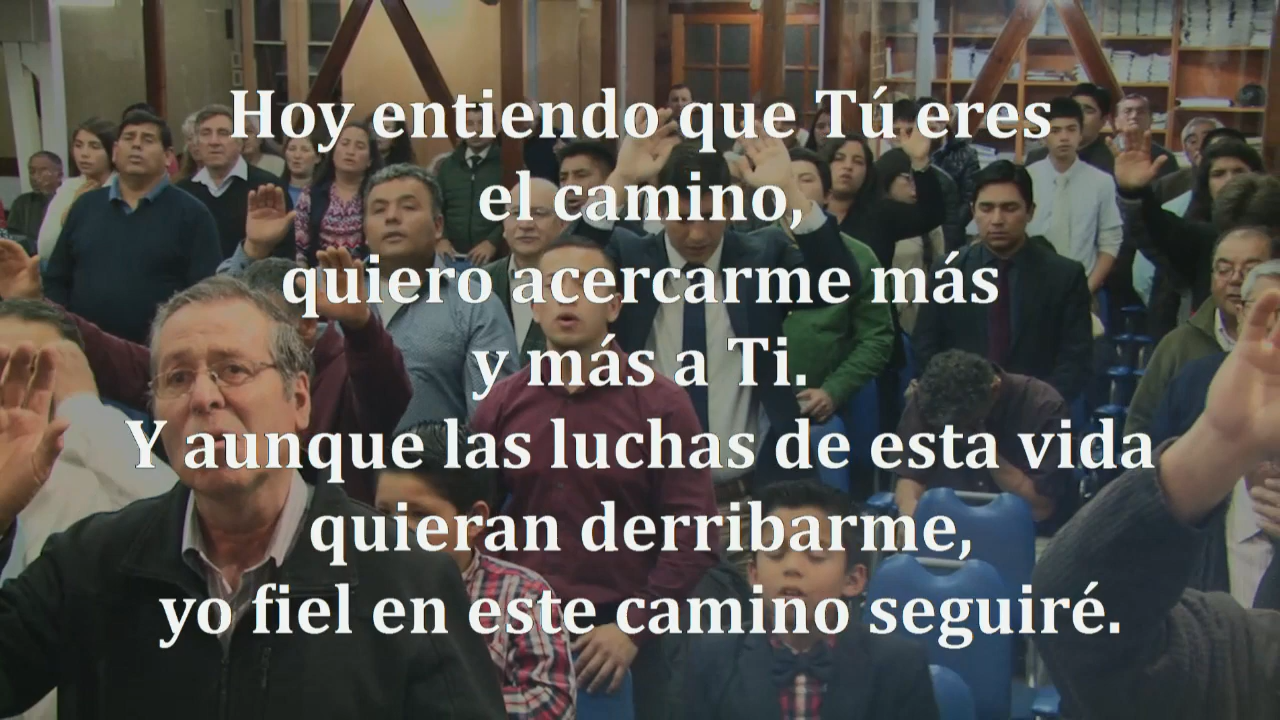 Hoy entiendo que Tú eres
el camino,
quiero acercarme más
y más a Ti.
Y aunque las luchas de esta vida
quieran derribarme,
yo fiel en este camino seguiré.